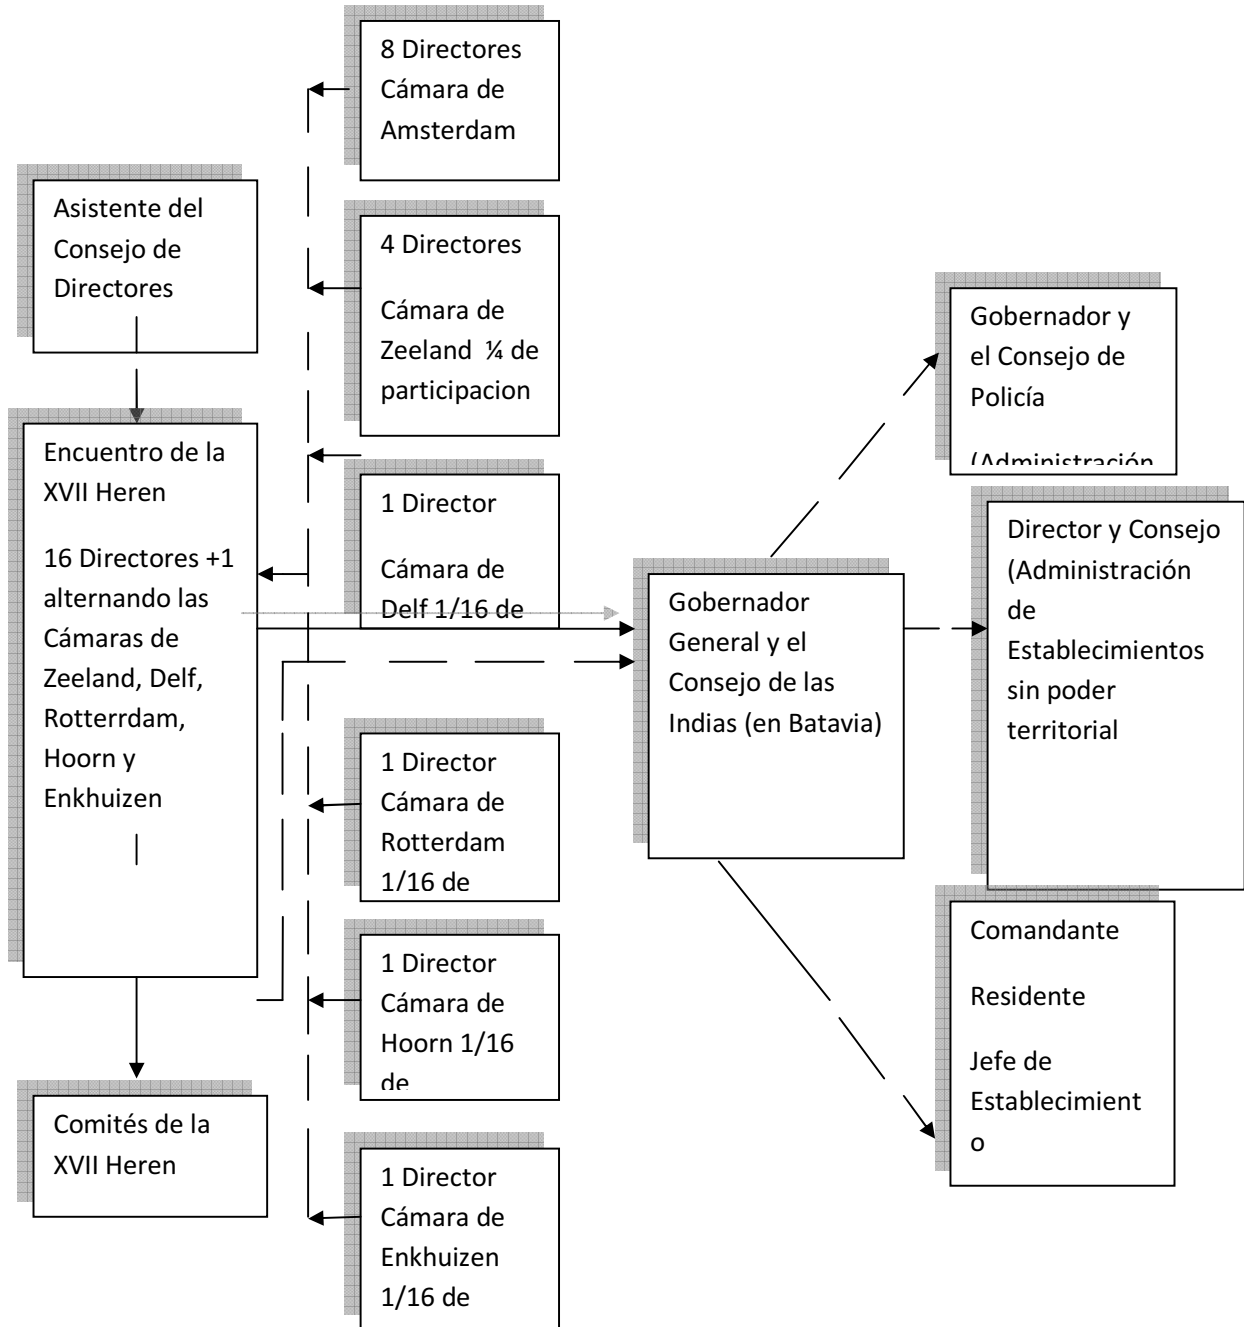 8 Directores
Cámara de
Amsterdam
Asistente del
Consejo de
Directores
4 Directores
Cámara de
Zeeland ¼ de
participacion
Encuentro de la
XVII Heren
16 Directores +1
alternando las
Cámaras de
Zeeland, Delf,
Rotterrdam,
Hoorn y
Enkhuizen
1 Director
Cámara de
Delf 1/16 de
1 Director
Cámara de
Rotterdam
1/16 de
1 Director
Cámara de
Hoorn 1/16
de
1 Director
Cámara de
Enkhuizen
1/16 de
Comités de la
XVII Heren
Gobernador
General y el
Consejo de las
Indias (en Batavia)
Gobernador y
el Consejo de
Policía
(Administración
Director y Consejo
(Administración
de
Establecimientos
sin poder
territorial
Comandante
Residente
Jefe de
Establecimient
o